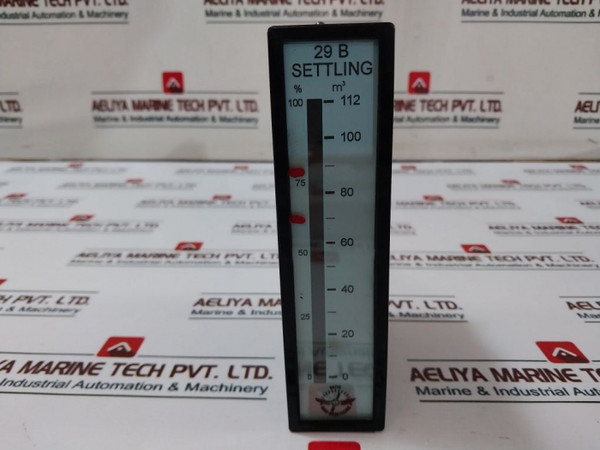 29 B
SETTLING
% m³
100 112
100
75
80
60
50
40
25
20
0 0
AELIYA MARINE TECH PVT. LTD.
Marine & Industrial Automation & Machinery